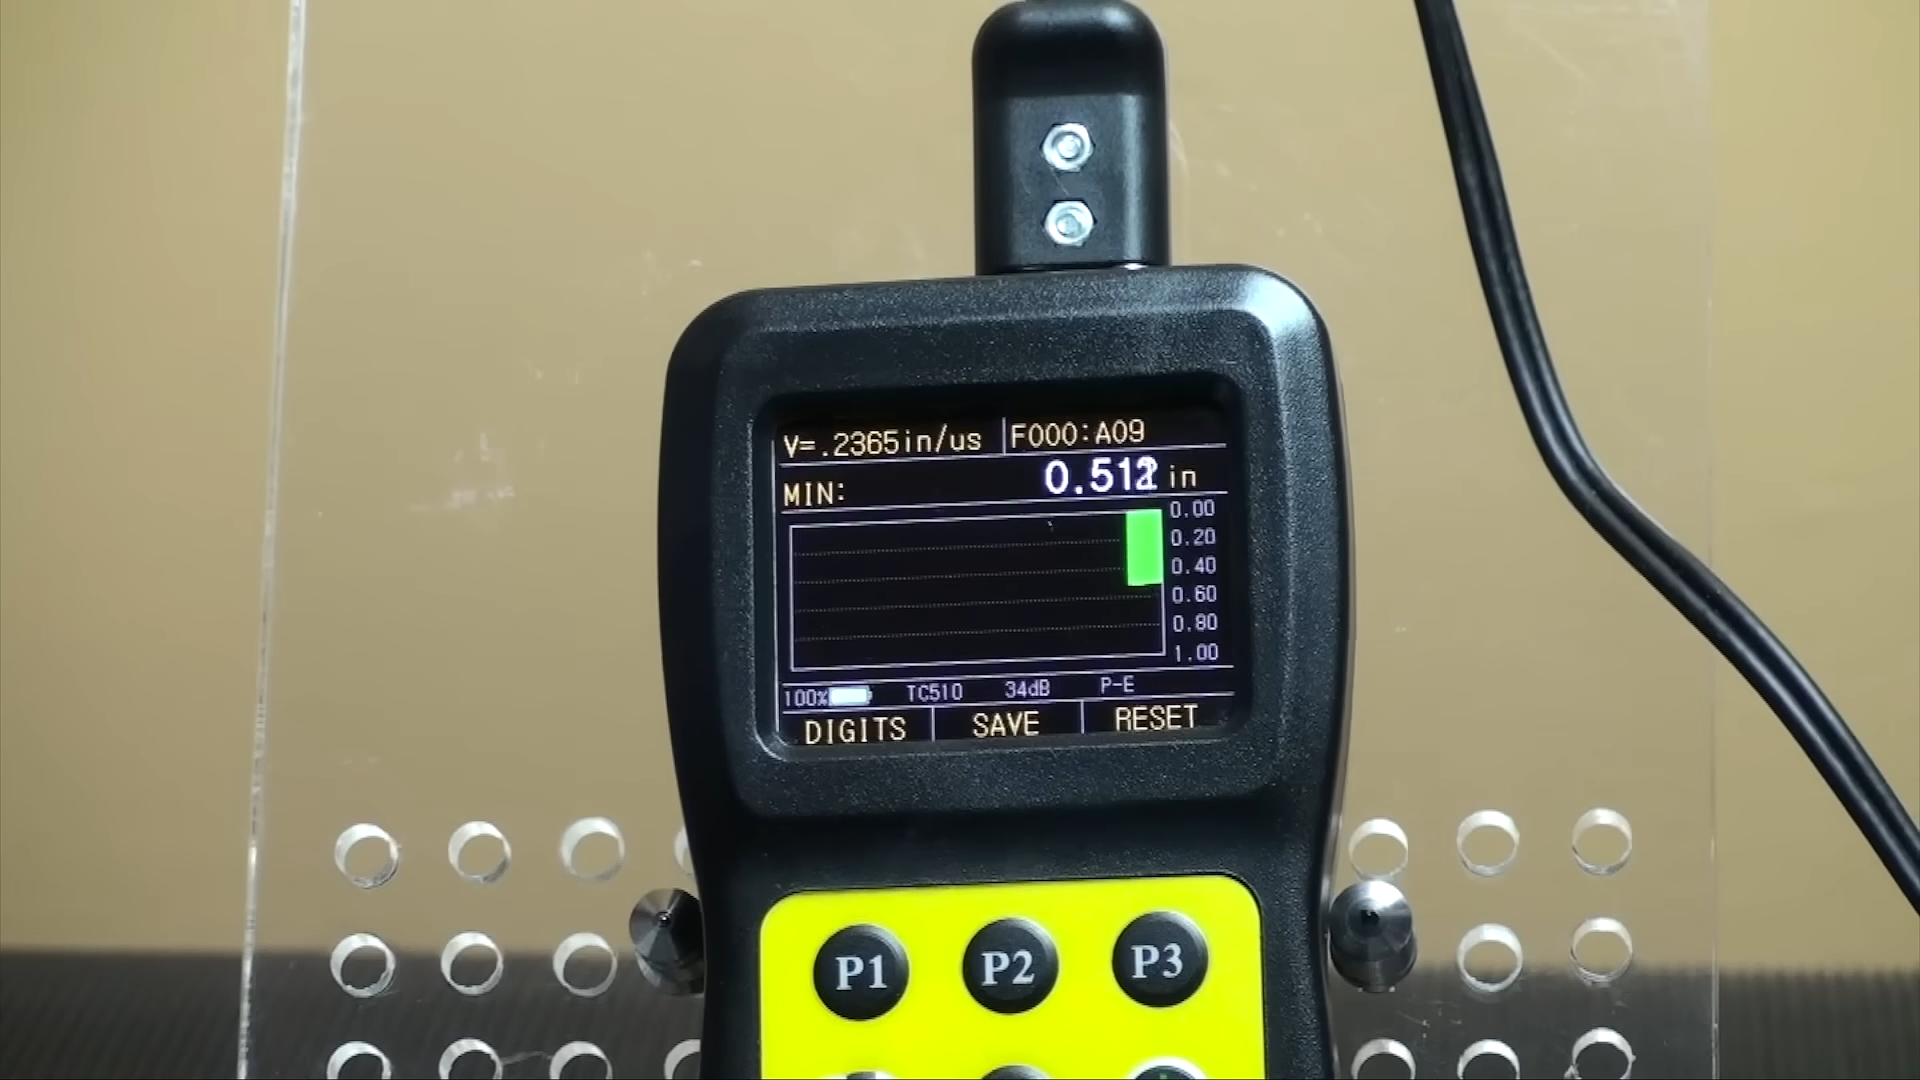 V=.2365in/us F000:A09
MIN: in
0.00
0.20
0.40
0.60
0.80
1.00
100% TC510 34dB P-E
DIGITS SAVE RESET
P1 P2 P3